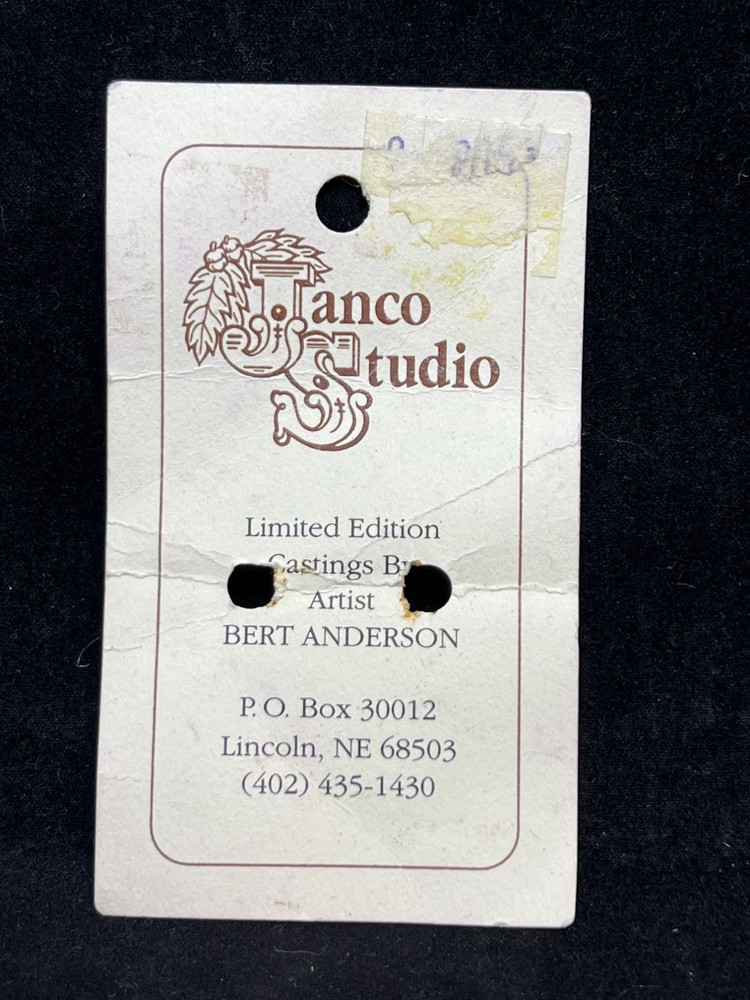 Janco
Studio
Limited Edition
Castings By
Artist
BERT ANDERSON
P.O. Box 30012
Lincoln, NE 68503
(402) 435-1430